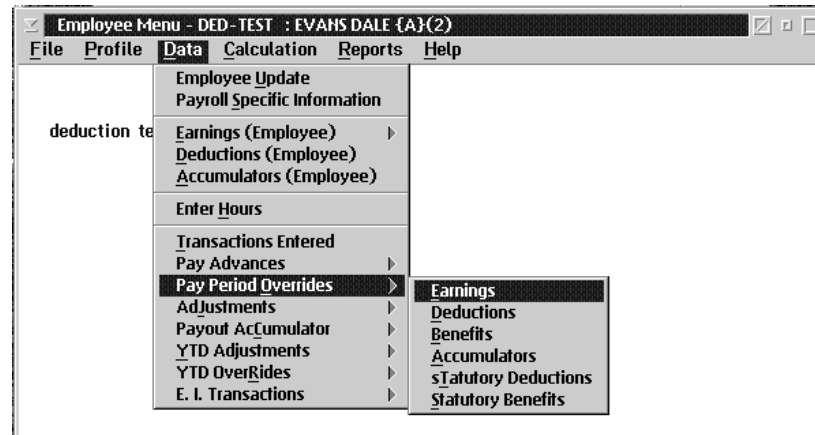 Employee Menu - DED-TEST : EVANS DALE {A}(2)
File Profile Data Calculation Reports Help
Employee Update
Payroll Specific Information
deduction te
Earnings (Employee)
Deductions (Employee)
Accumulators (Employee)
Enter Hours
Transactions Entered
Pay Advances
Pay Period Overrides
AdJustments
Payout AcCumulator
YTD Adjustments
YTD OverRides
E. I. Transactions
Earnings
Deductions
Benefits
Accumulators
sTatutory Deductions
Statutory Benefits